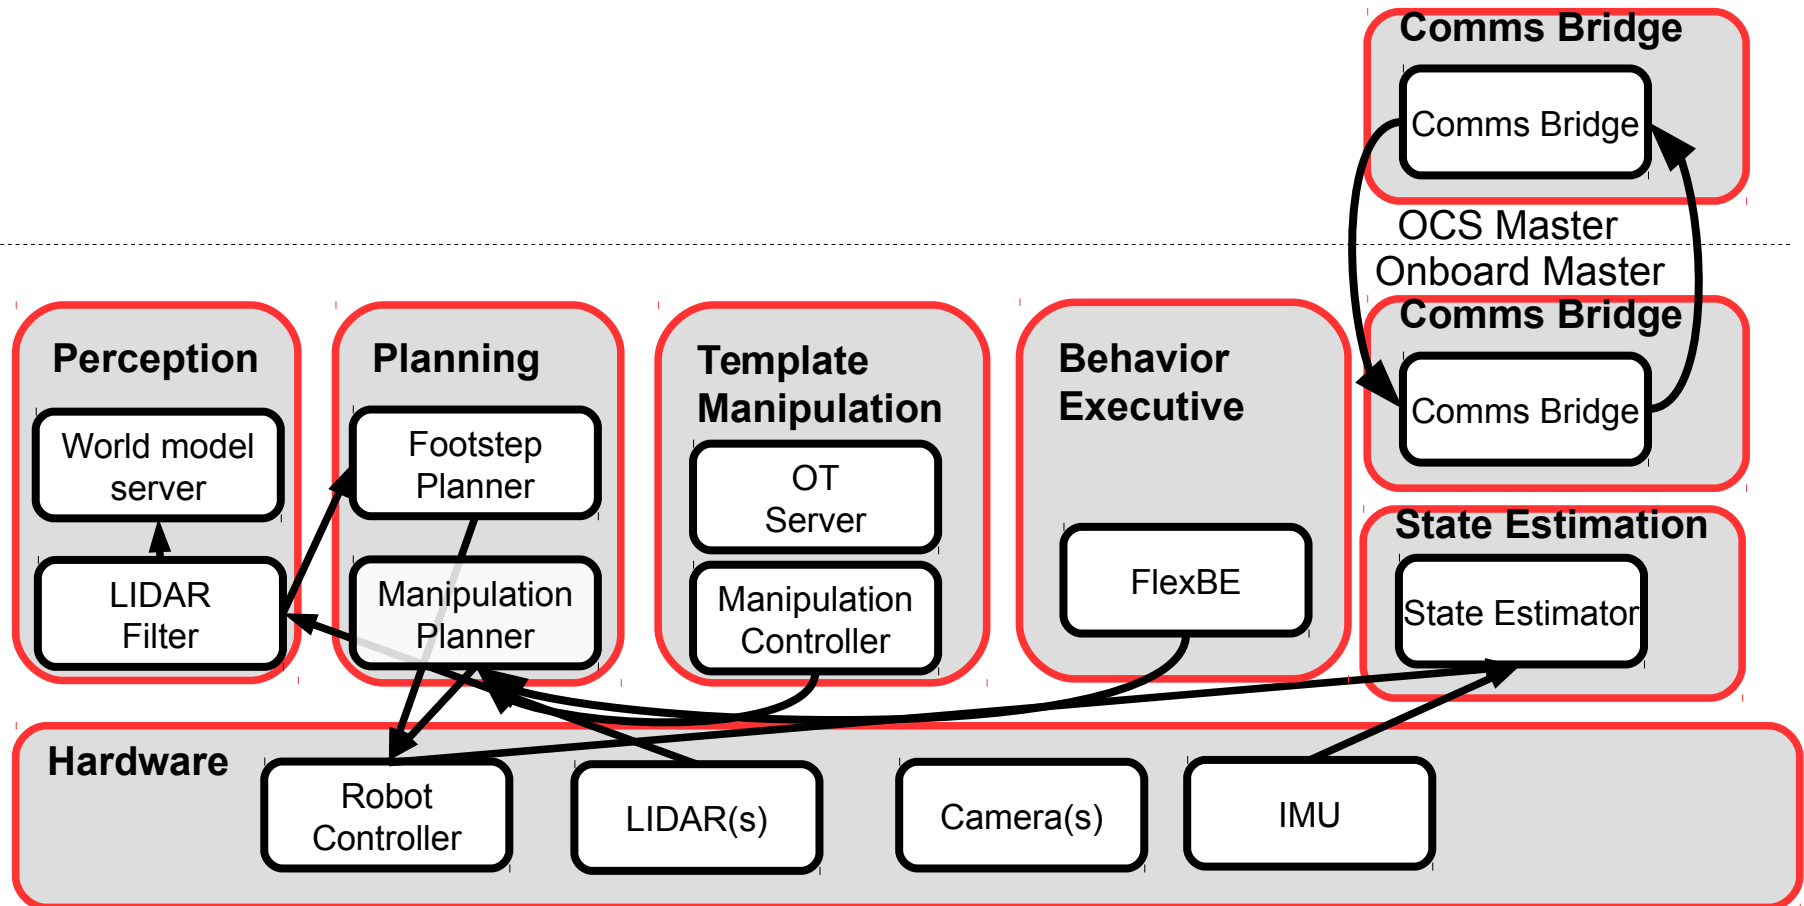 Comms Bridge
Comms Bridge
OCS Master
Onboard Master
Comms Bridge
Comms Bridge
Perception
World model
server
LIDAR
Filter
Planning
Footstep
Planner
Manipulation
Planner
Template
Manipulation
OT
Server
Manipulation
Controller
Behavior
Executive
FlexBE
State Estimation
State Estimator
Hardware
Robot
Controller
LIDAR(s)
Camera(s)
IMU